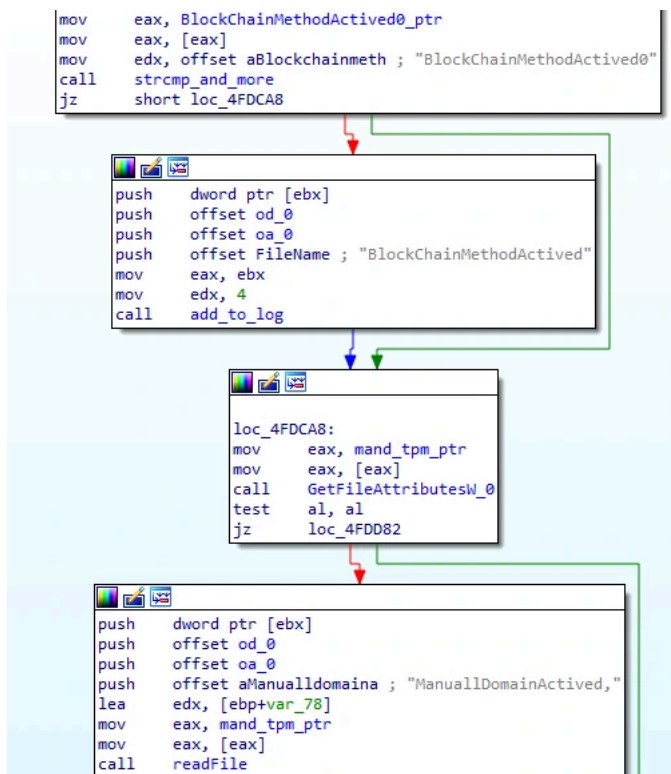 mov eax, BlockChainMethodActived0_ptr
mov eax, [eax]
mov edx, offset aBlockchainmeth ; "BlockChainMethodActived0"
call strcmp_and_more
jz short loc_4FDCA8
push dword ptr [ebx]
push offset od_0
push offset oa_0
push offset FileName ; "BlockChainMethodActived"
mov eax, ebx
mov edx, 4
call add_to_log
loc_4FDCA8:
mov eax, mand_tpm_ptr
mov eax, [eax]
call GetFileAttributesW_0
test al, al
jz loc_4FDD82
push dword ptr [ebx]
push offset od_0
push offset oa_0
push offset aManualldomaina ; "ManuallDomainActived,"
lea edx, [ebp+var_78]
mov eax, mand_tpm_ptr
mov eax, [eax]
call readFile